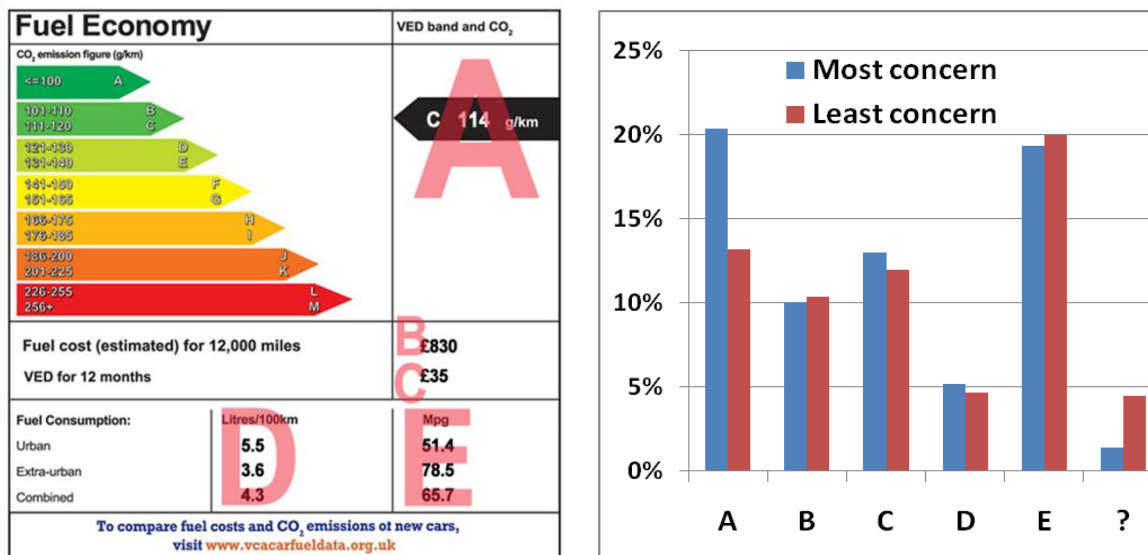 Fuel Economy
VED band and CO2
CO2 emission figure (g/km)
<=100 A
101-110 B
111-120 C
121-130 D
131-140 E
141-150 F
151-165 G
166-175 H
176-185 I
186-200 J
201-225 K
226-255 L
256+ M
C 114 g/km
A
Fuel cost (estimated) for 12,000 miles
B
£830
VED for 12 months
C
£35
Fuel Consumption:
Litres/100km
Mpg
Urban 5.5 51.4
Extra-urban 3.6 78.5
Combined 4.3 65.7
D
E
To compare fuel costs and CO2 emissions of new cars,
visit www.vcacarfueldata.org.uk
Most concern
Least concern
25%
20%
15%
10%
5%
0%
A B C D E ?